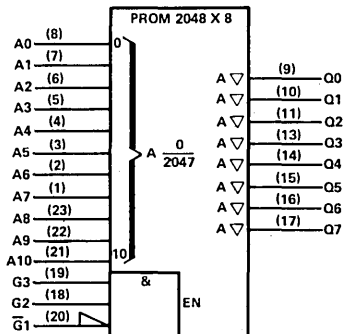 PROM 2048 X 8
A0 (8) 0
A1 (7)
A2 (6)
A3 (5)
A4 (4)
A5 (3)
A6 (2)
A7 (1)
A8 (23)
A9 (22)
A10 (21) 10
A 0
2047
A ▽ (9) Q0
A ▽ (10) Q1
A ▽ (11) Q2
A ▽ (13) Q3
A ▽ (14) Q4
A ▽ (15) Q5
A ▽ (16) Q6
A ▽ (17) Q7
G3 (19) &
G2 (18) EN
G̅1 (20)